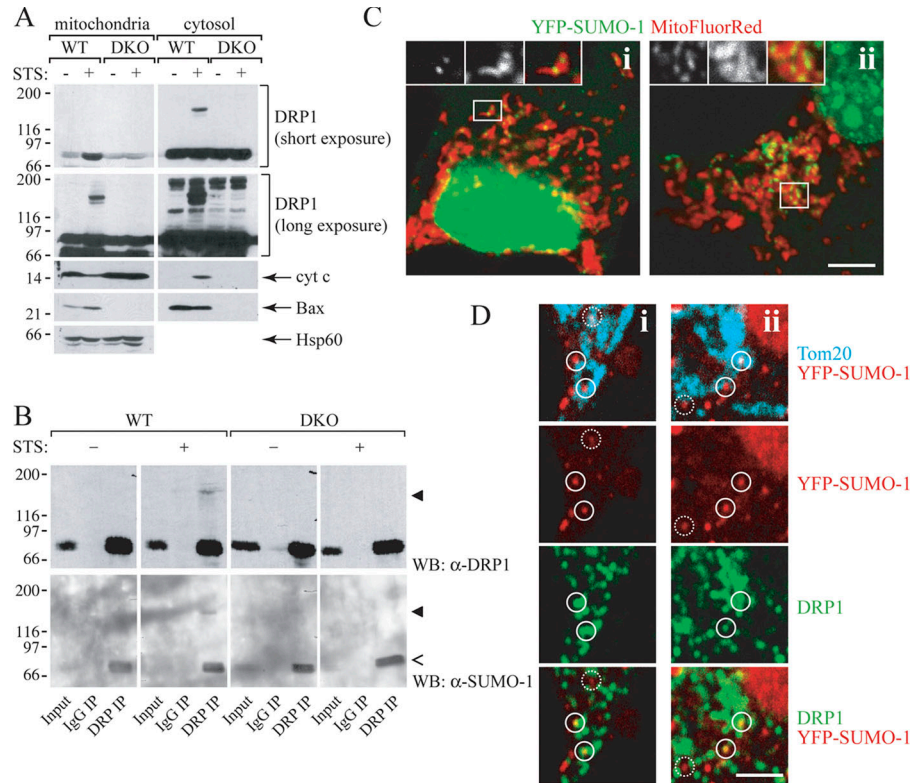 A
mitochondria cytosol
WT DKO WT DKO
STS: - + - + - + - +
200
116
97
66
DRP1
(short exposure)
200
116
97
66
DRP1
(long exposure)
14
cyt c
21
Bax
66
Hsp60
B
WT DKO
STS: – + – +
200
116
97
66
WB: α-DRP1
200
116
97
66
WB: α-SUMO-1
Input IgG IP DRP IP Input IgG IP DRP IP Input IgG IP DRP IP Input IgG IP DRP IP
C
YFP-SUMO-1 MitoFluorRed
i
ii
D
i
ii
Tom20
YFP-SUMO-1
YFP-SUMO-1
DRP1
DRP1
YFP-SUMO-1